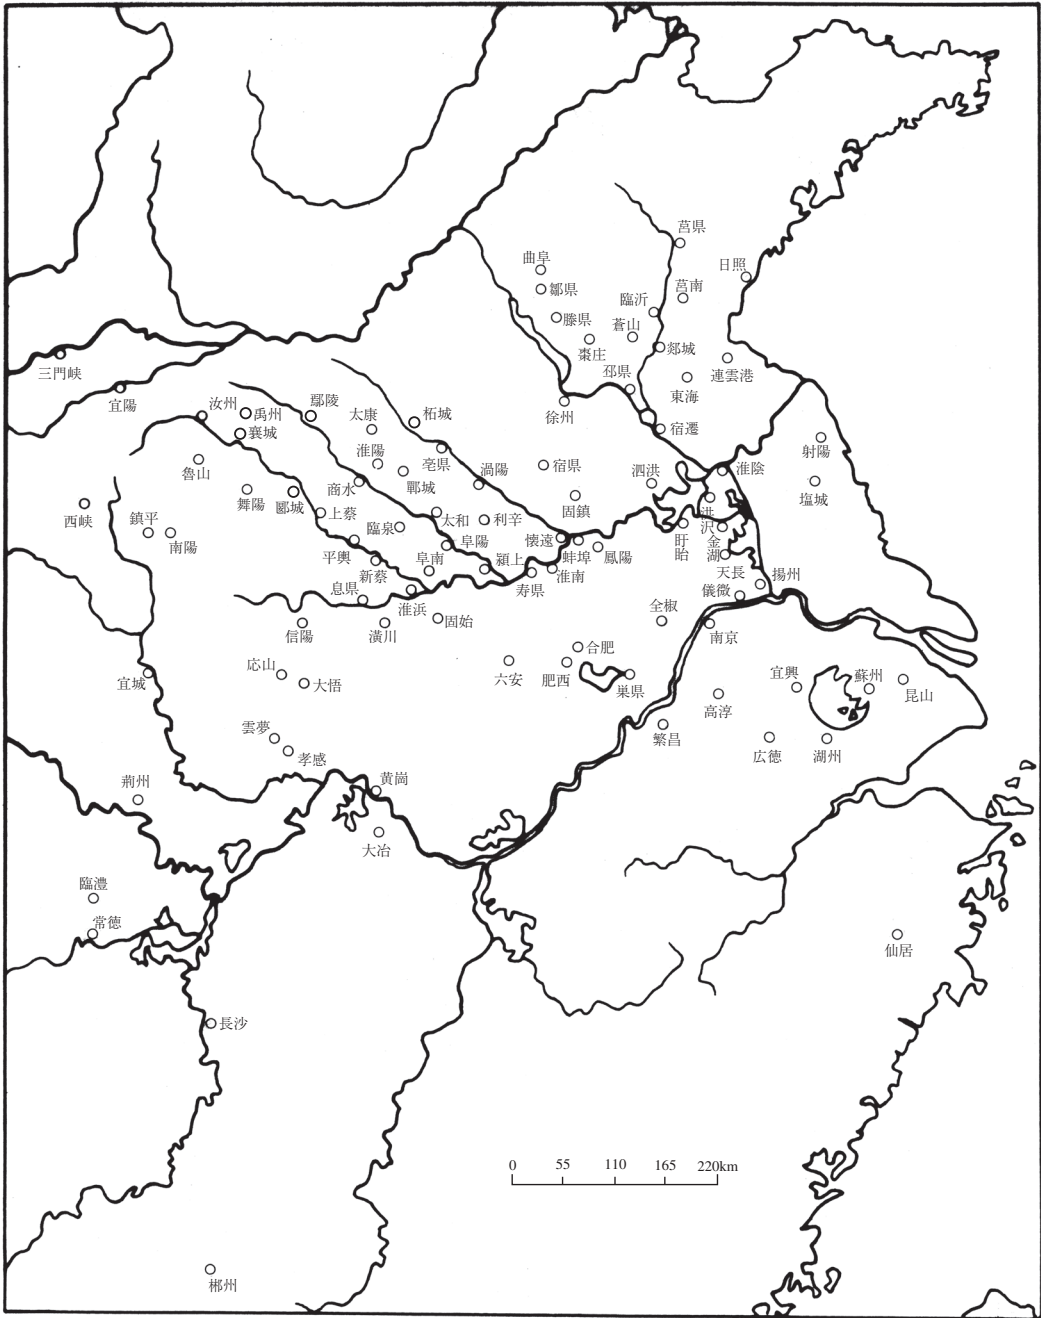 莒県
曲阜
日照
鄒県
莒南
臨沂
滕県
蒼山
棗庄
郯城
三門峡
連雲港
邳県
東海
宜陽
汝州
禹州
鄢陵
太康
柘城
徐州
襄城
宿遷
淮陽
亳県
射陽
魯山
鄲城
渦陽
宿県
泗洪
淮陰
商水
舞陽
郾城
塩城
固鎮
洪沢
西峡
鎮平
南陽
上蔡
臨泉
太和
利辛
懐遠
蚌埠
鳳陽
盱眙
金湖
平輿
阜陽
新蔡
阜南
潁上
淮南
寿県
天長
揚州
息県
淮浜
儀微
固始
全椒
信陽
潢川
南京
合肥
応山
大悟
六安
肥西
巣県
宜興
蘇州
昆山
宜城
高淳
雲夢
孝感
繁昌
広徳
湖州
荊州
黄崗
大冶
臨澧
常徳
仙居
長沙
0 55 110 165 220km
郴州